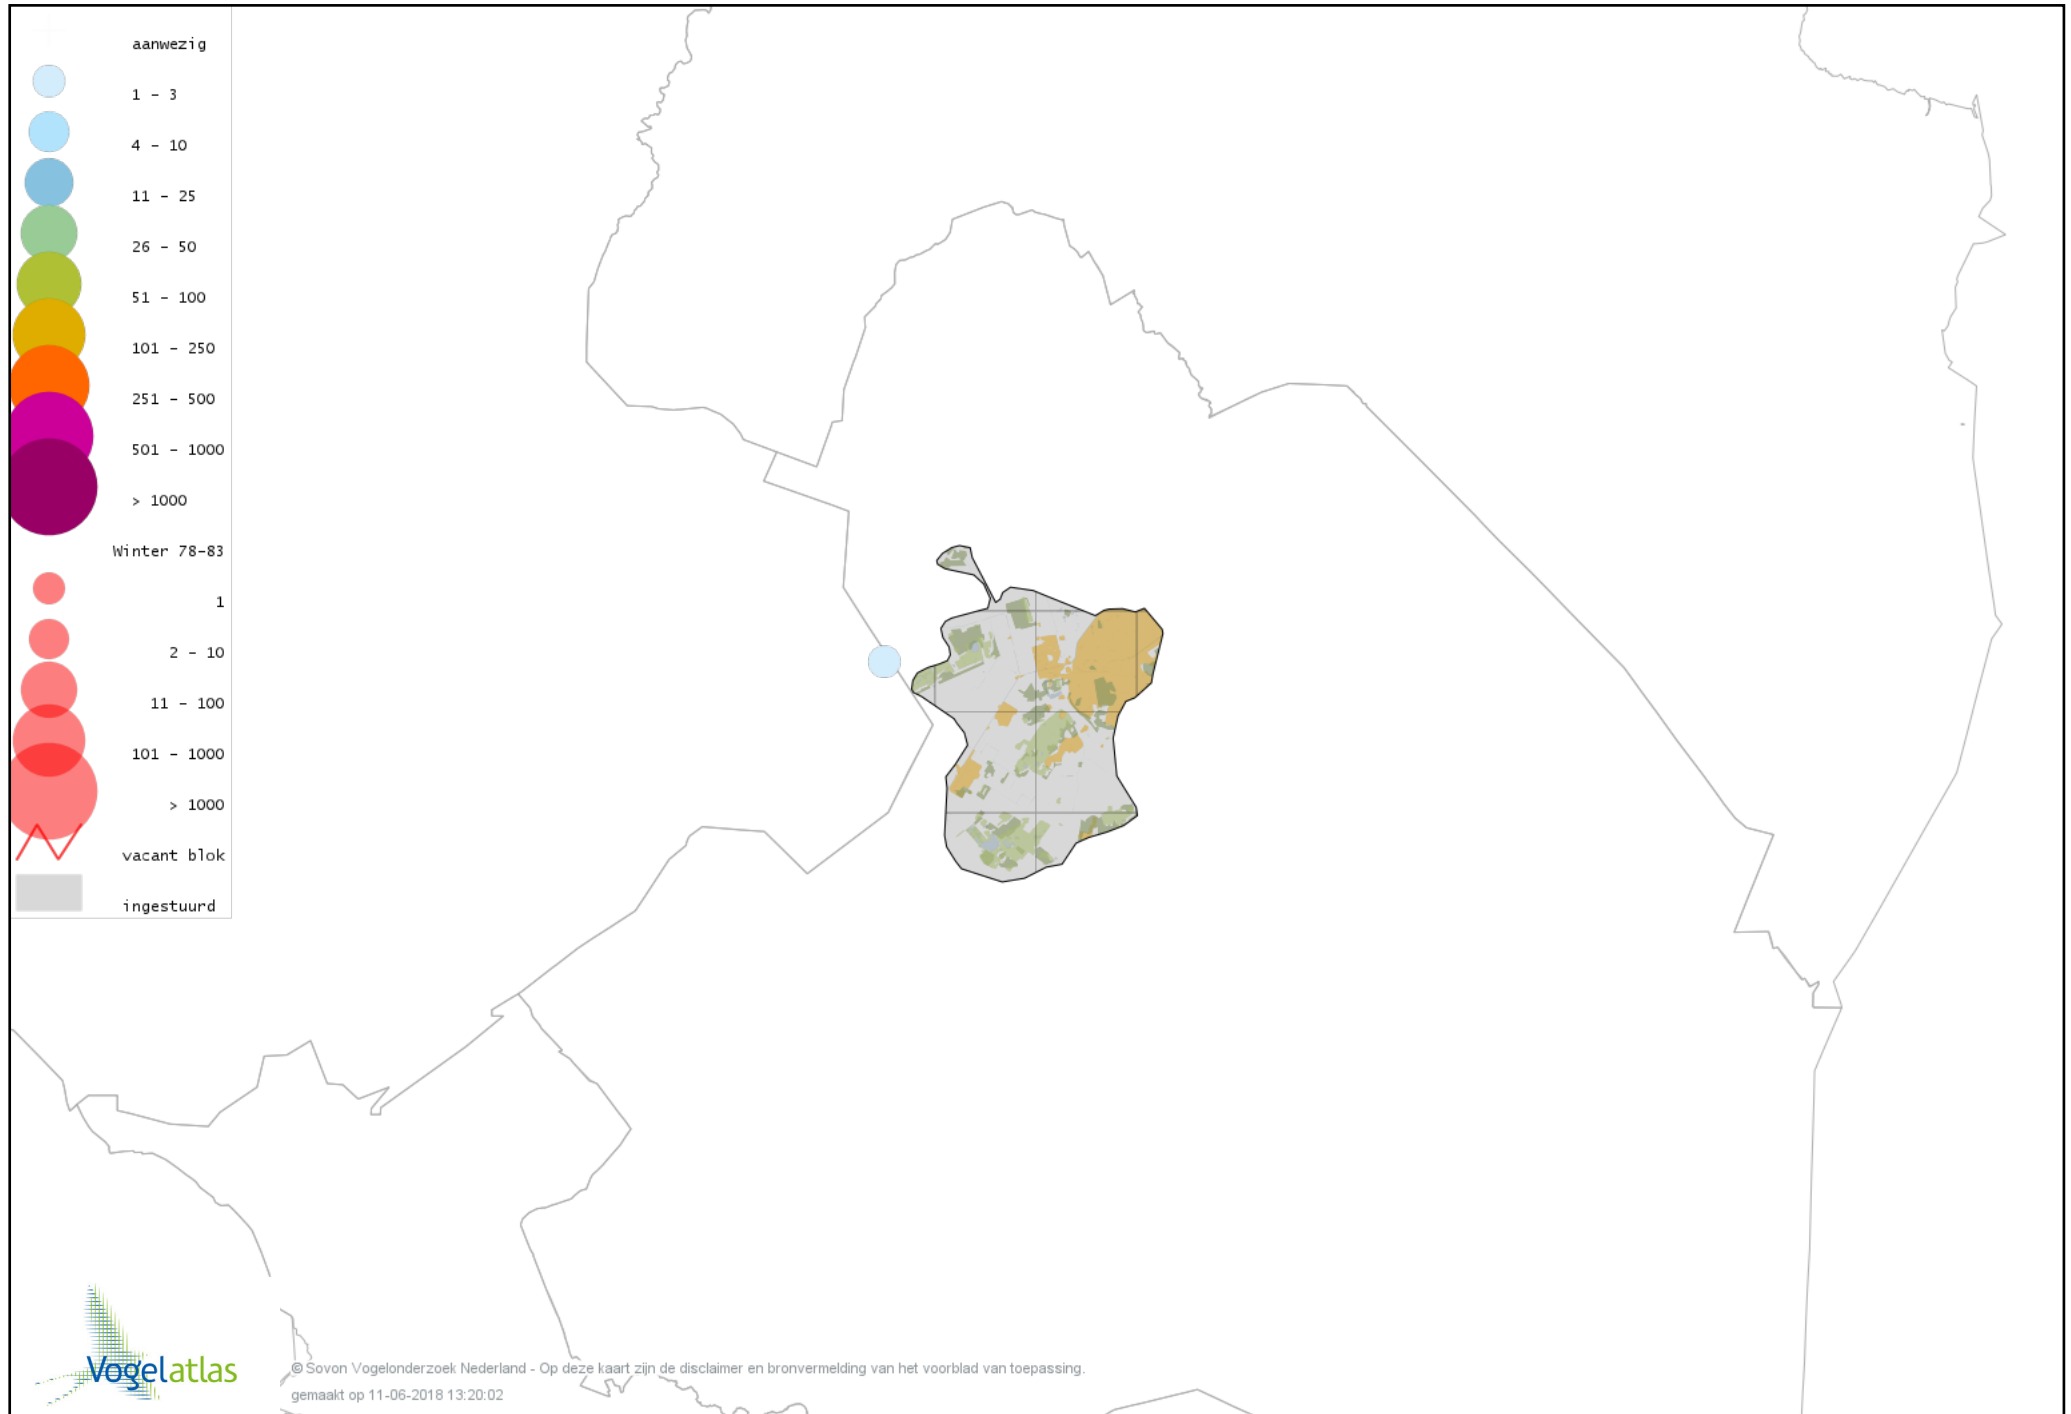 aanwezig
1 – 3
4 – 10
11 – 25
26 – 50
51 – 100
101 – 250
251 – 500
501 – 1000
> 1000
Winter 78-83
1
2 – 10
11 – 100
101 – 1000
> 1000
vacant blok
ingestuurd
Vogelatlas
© Sovon Vogelonderzoek Nederland - Op deze kaart zijn de disclaimer en bronvermelding van het voorblad van toepassing.
gemaakt op 11-06-2018 13:20:02